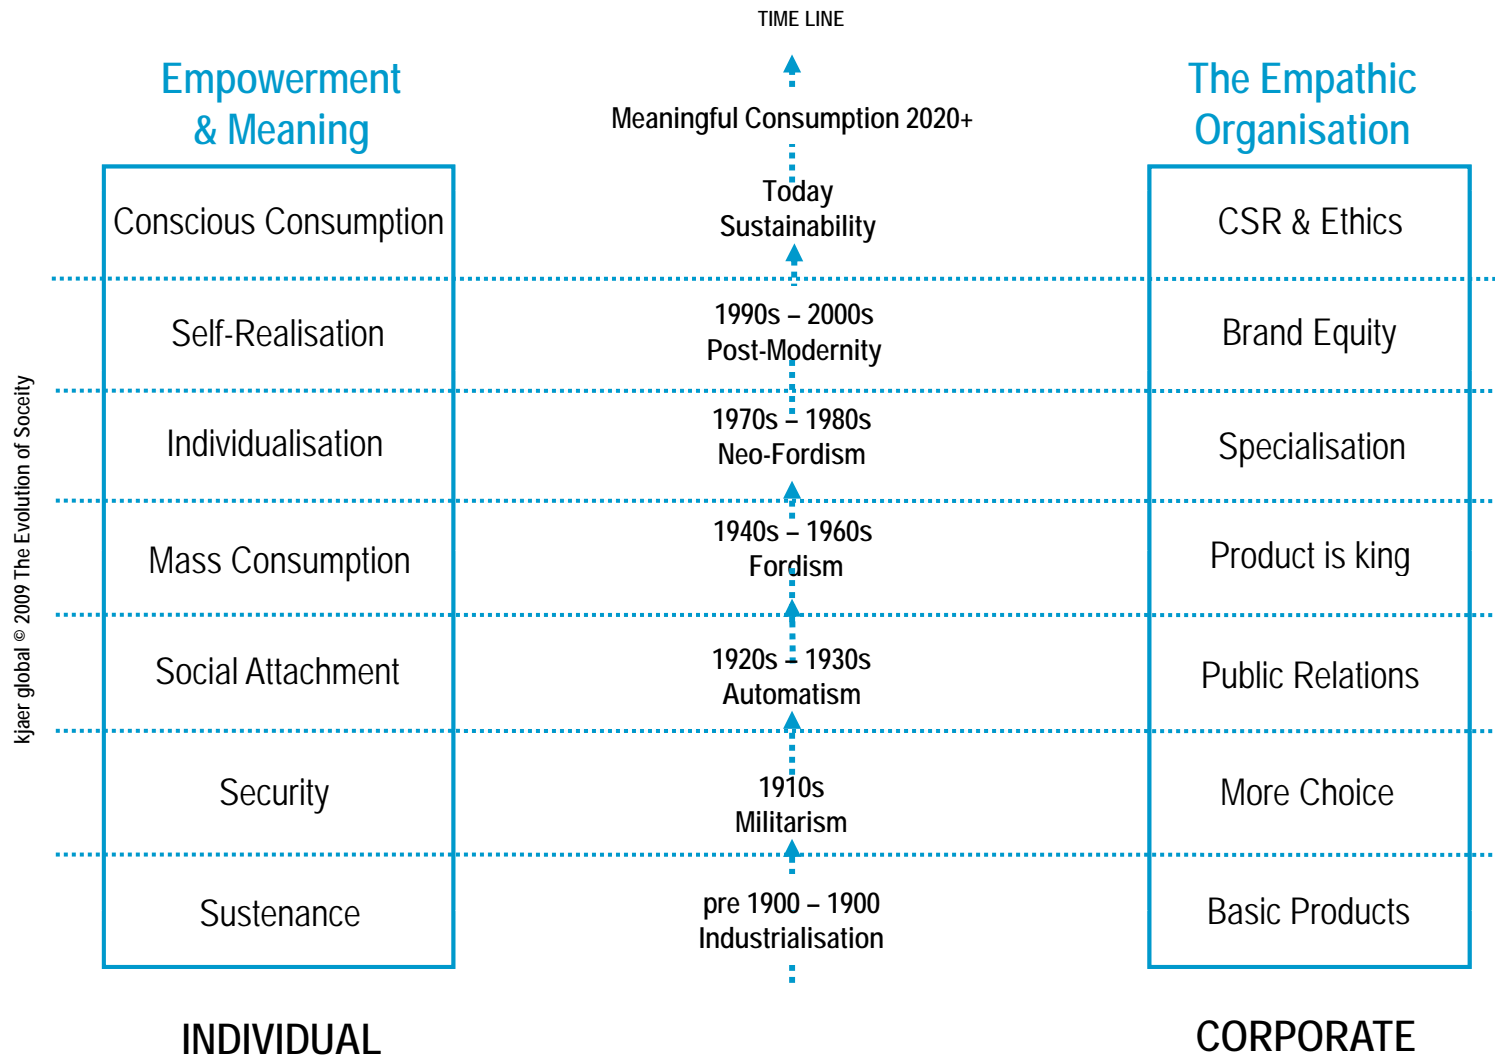 TIME LINE
Empowerment
& Meaning
Meaningful Consumption 2020+
The Empathic
Organisation
Conscious Consumption
Today
Sustainability
CSR & Ethics
Self-Realisation
1990s – 2000s
Post-Modernity
Brand Equity
Individualisation
1970s – 1980s
Neo-Fordism
Specialisation
Mass Consumption
1940s – 1960s
Fordism
Product is king
Social Attachment
1920s – 1930s
Automatism
Public Relations
Security
1910s
Militarism
More Choice
Sustenance
pre 1900 – 1900
Industrialisation
Basic Products
INDIVIDUAL
CORPORATE
kjaer global © 2009 The Evolution of Soceity